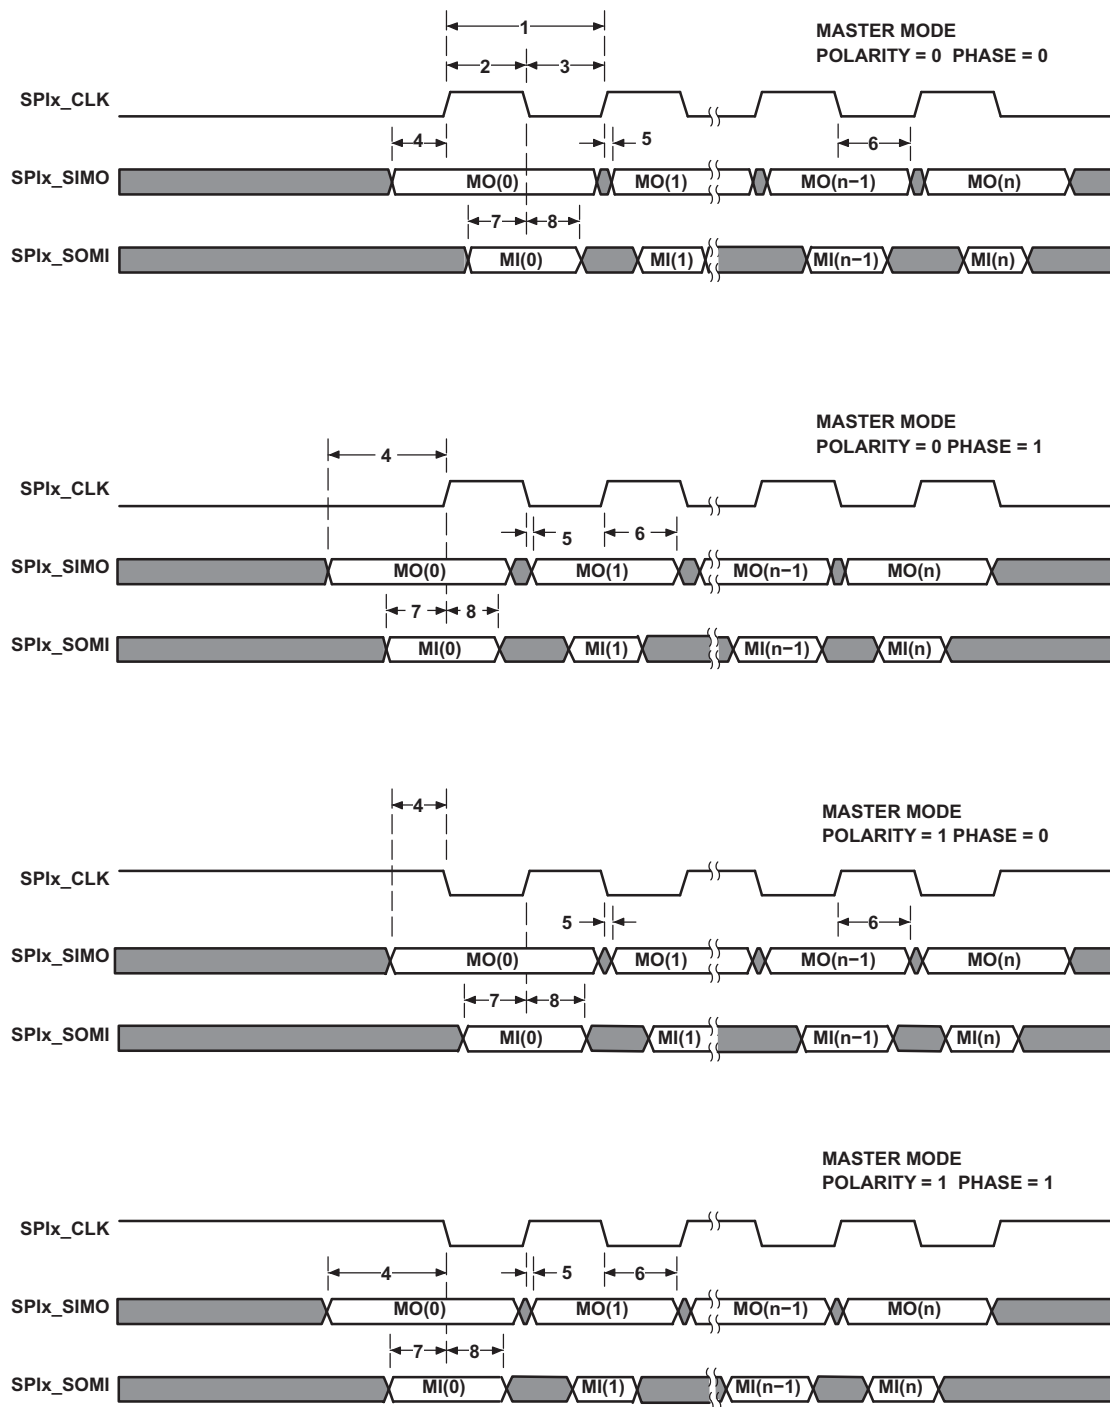 1
MASTER MODE
POLARITY = 0 PHASE = 0
2 3
SPIx_CLK
4 5 6
SPIx_SIMO MO(0) MO(1) MO(n−1) MO(n)
7 8
SPIx_SOMI MI(0) MI(1) MI(n−1) MI(n)
MASTER MODE
POLARITY = 0 PHASE = 1
4
SPIx_CLK
5 6
SPIx_SIMO MO(0) MO(1) MO(n−1) MO(n)
7 8
SPIx_SOMI MI(0) MI(1) MI(n−1) MI(n)
4
MASTER MODE
POLARITY = 1 PHASE = 0
SPIx_CLK
5 6
SPIx_SIMO MO(0) MO(1) MO(n−1) MO(n)
7 8
SPIx_SOMI MI(0) MI(1) MI(n−1) MI(n)
MASTER MODE
POLARITY = 1 PHASE = 1
SPIx_CLK
4 5 6
SPIx_SIMO MO(0) MO(1) MO(n−1) MO(n)
7 8
SPIx_SOMI MI(0) MI(1) MI(n−1) MI(n)